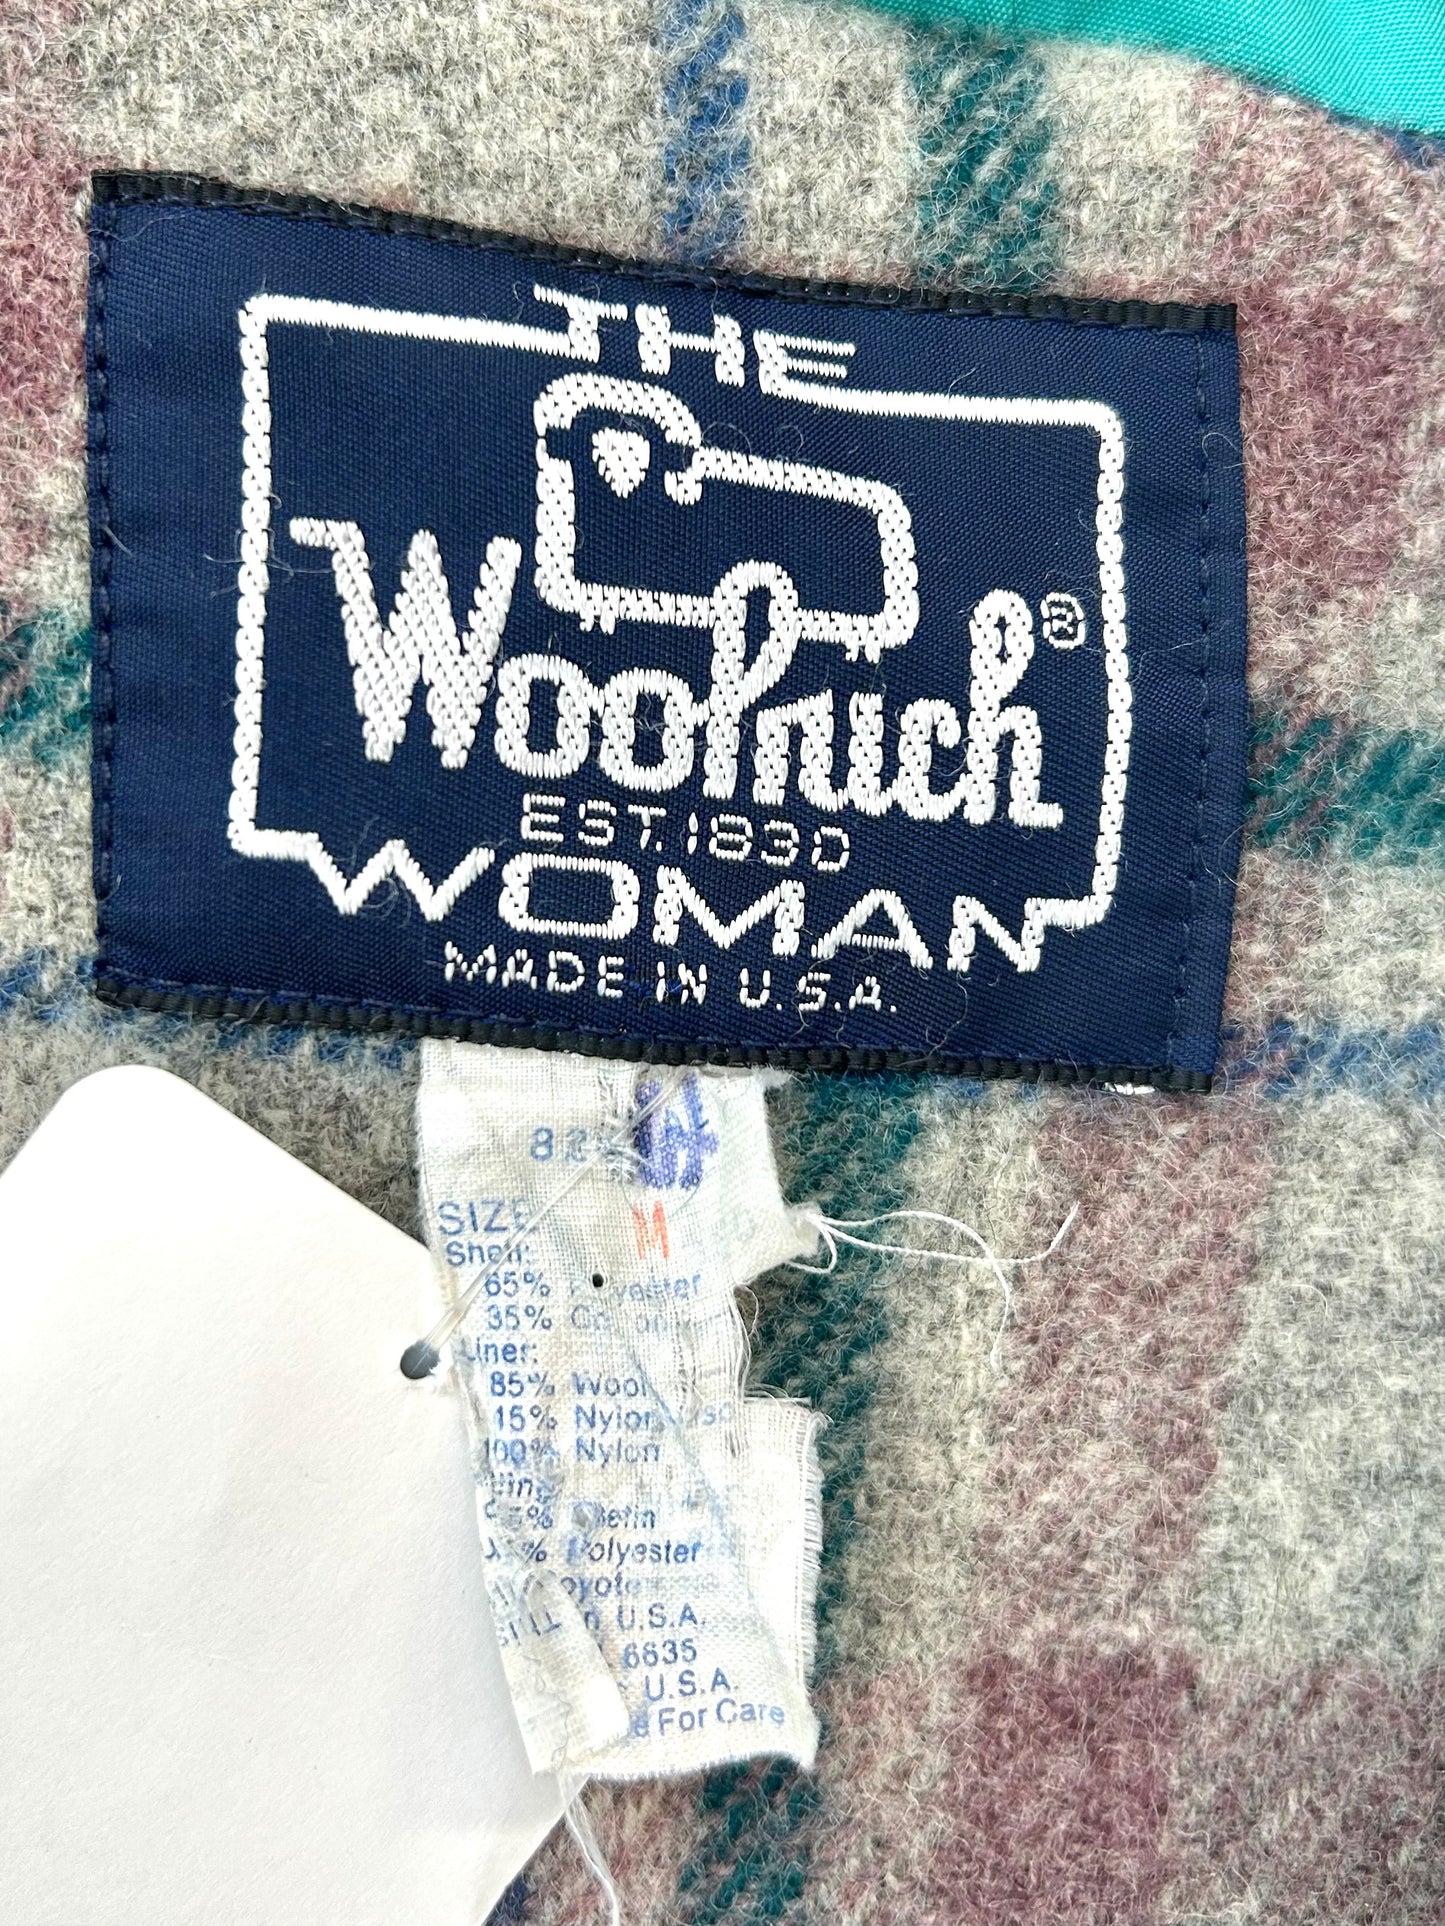 THE
Woolrich®
EST. 1830
WOMAN
MADE IN U.S.A.
SIZE M
Shell:
65% Polyester
35%
Liner:
85% Wool
15% Nylon
100% Nylon
Polyester
U.S.A.
6635
U.S.A.
For Care